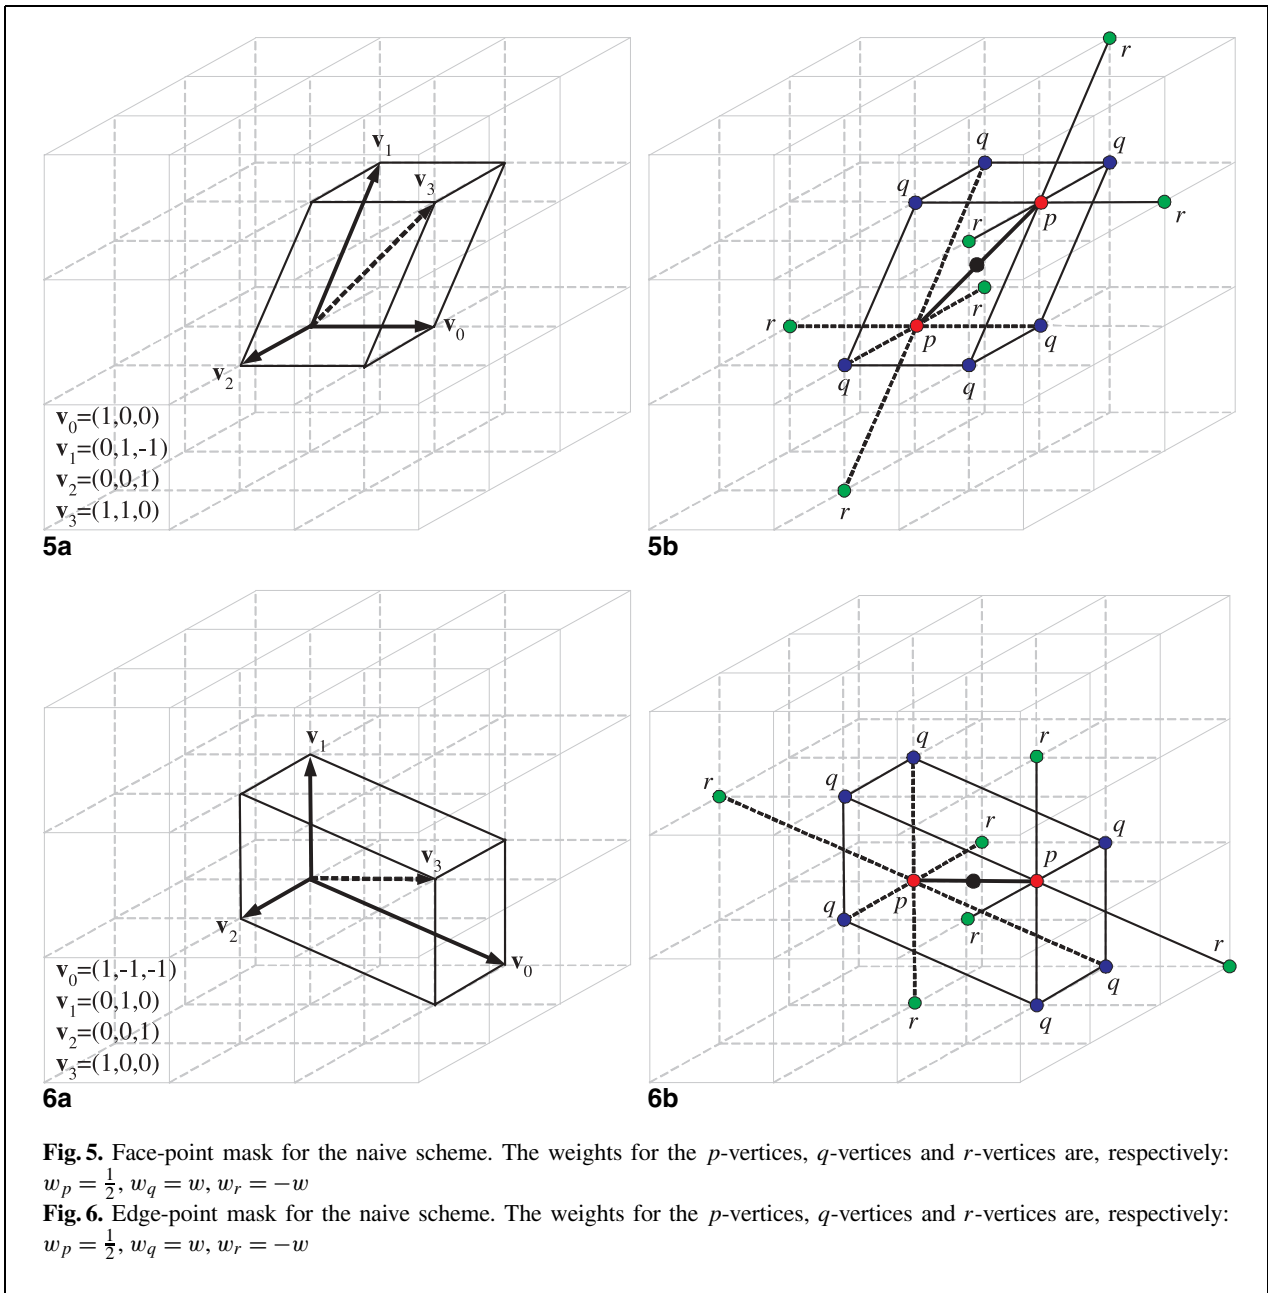 v1
v3
v0
v2
v0=(1,0,0)
v1=(0,1,-1)
v2=(0,0,1)
v3=(1,1,0)
5a
r
q
q
q
r
p
r
r
r
p
q
q
q
r
5b
v1
v3
v2
v0
v0=(1,-1,-1)
v1=(0,1,0)
v2=(0,0,1)
v3=(1,0,0)
6a
q
r
r
q
r
q
p
p
q
r
r
q
r
q
6b
Fig. 5. Face-point mask for the naive scheme. The weights for the p-vertices, q-vertices and r-vertices are, respectively:
wp = 1/2, wq = w, wr = −w
Fig. 6. Edge-point mask for the naive scheme. The weights for the p-vertices, q-vertices and r-vertices are, respectively:
wp = 1/2, wq = w, wr = −w